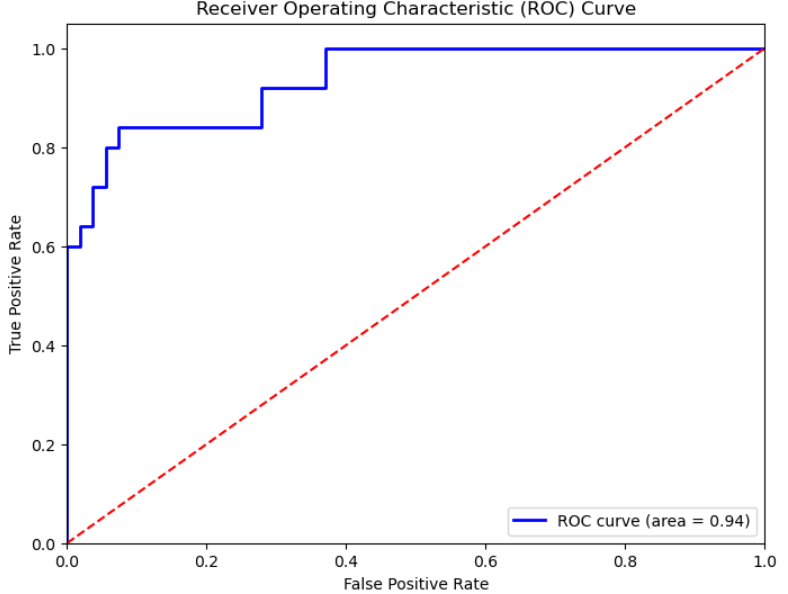 Receiver Operating Characteristic (ROC) Curve
1.0
0.8
0.6
0.4
0.2
0.0
True Positive Rate
ROC curve (area = 0.94)
0.0 0.2 0.4 0.6 0.8 1.0
False Positive Rate